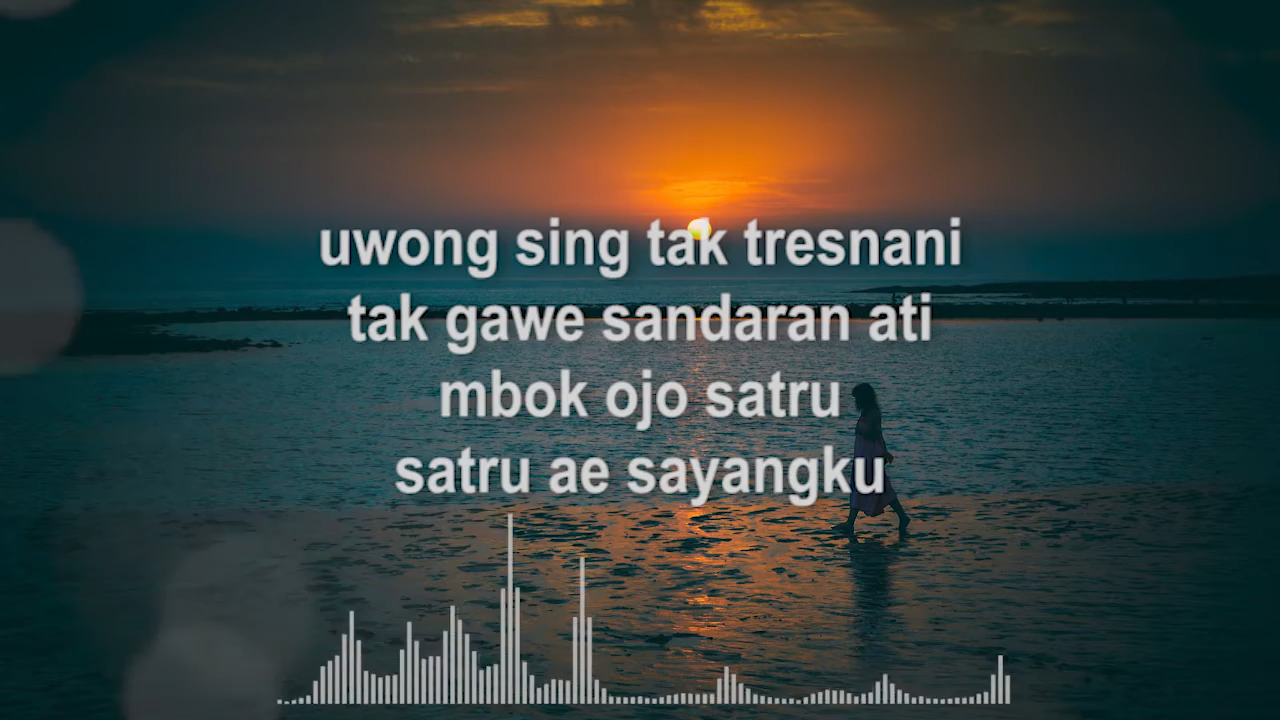 uwong sing tak tresnani
tak gawe sandaran ati
mbok ojo satru
satru ae sayangku